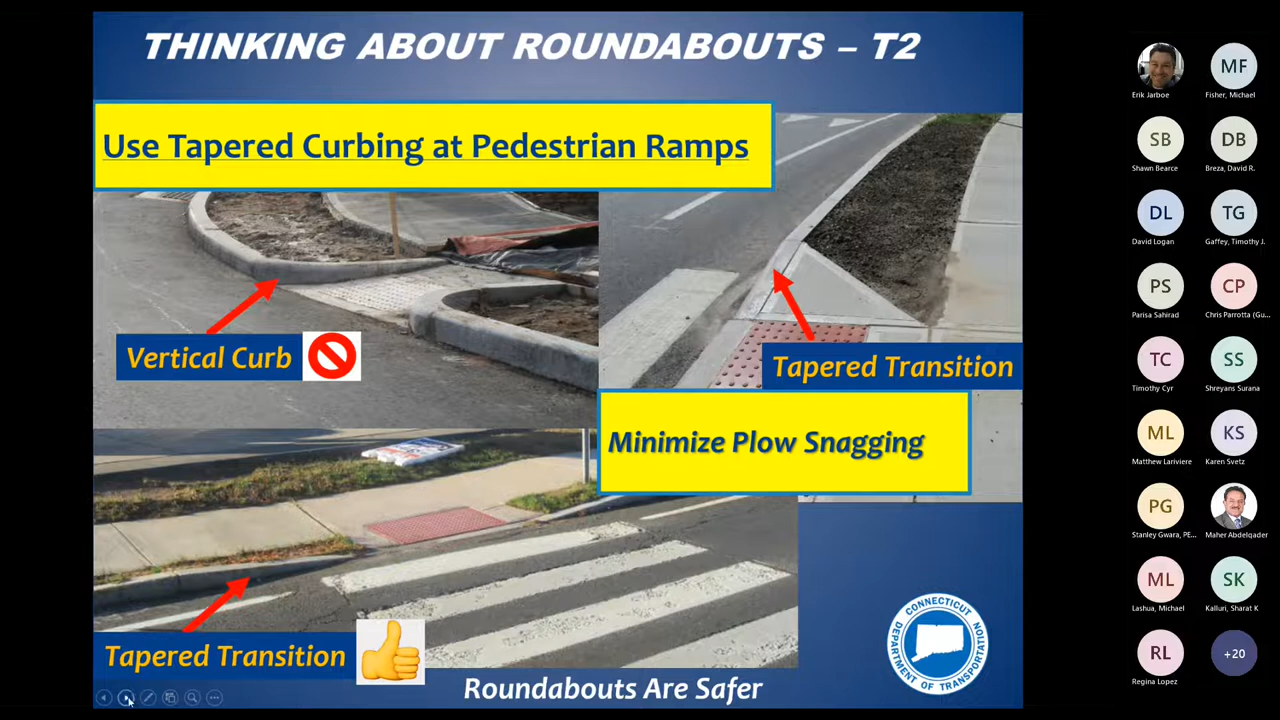 THINKING ABOUT ROUNDABOUTS – T2
Use Tapered Curbing at Pedestrian Ramps
Vertical Curb
Tapered Transition
Minimize Plow Snagging
Tapered Transition
CONNECTICUT
DEPARTMENT OF TRANSPORTATION
Roundabouts Are Safer
Erik Jarboe
MF
Fisher, Michael
SB
Shawn Bearce
DB
Breza, David R.
DL
David Logan
TG
Gaffey, Timothy J.
PS
Parisa Sahirad
CP
Chris Parrotta (Gu...
TC
Timothy Cyr
SS
Shreyans Surana
ML
Matthew Lariviere
KS
Karen Svetz
PG
Stanley Gwara, PE...
Maher Abdelqader
ML
Lashua, Michael
SK
Kalluri, Sharat K
RL
Regina Lopez
+20